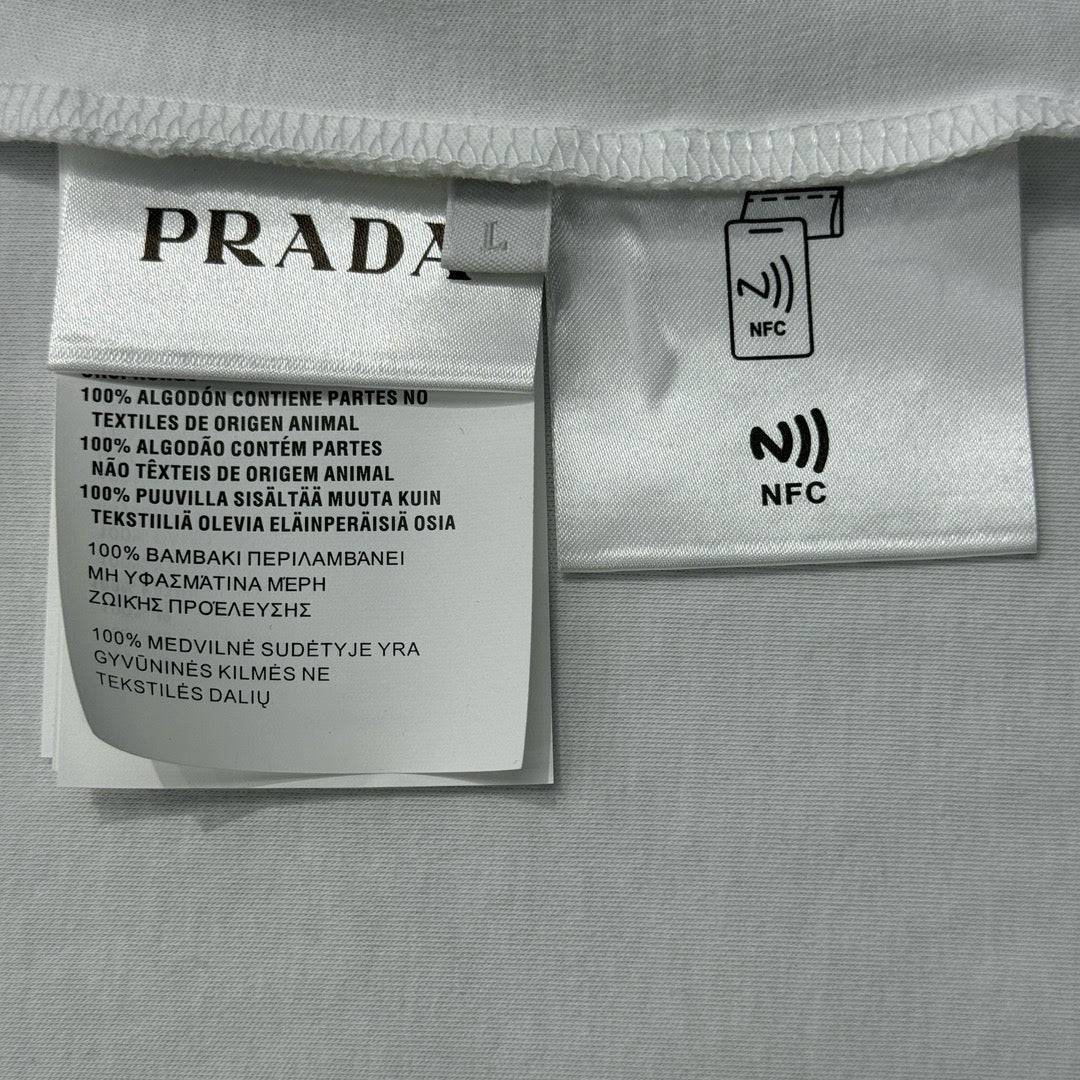 PRADA
L
100% ALGODÓN CONTIENE PARTES NO
TEXTILES DE ORIGEN ANIMAL
100% ALGODÃO CONTÉM PARTES
NÃO TÊXTEIS DE ORIGEM ANIMAL
100% PUUVILLA SISÄLTÄÄ MUUTA KUIN
TEKSTIILIÄ OLEVIA ELÄINPERÄISIÄ OSIA
100% ΒΑΜΒΑΚΙ ΠΕΡΙΛΑΜΒΆΝΕΙ
ΜΗ ΥΦΑΣΜΆΤΙΝΑ ΜΈΡΗ
ΖΩΙΚΉΣ ΠΡΟΈΛΕΥΣΗΣ
100% MEDVILNĖ SUDĖTYJE YRA
GYVŪNINĖS KILMĖS NE
TEKSTILĖS DALIŲ
NFC
NFC